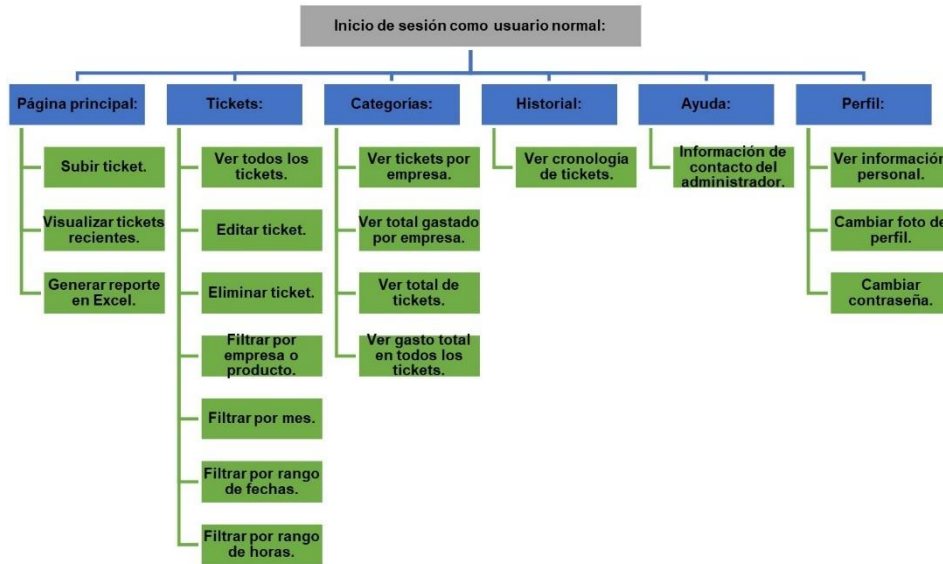 Inicio de sesión como usuario normal:
Página principal:
Subir ticket.
Visualizar tickets
recientes.
Generar reporte
en Excel.
Tickets:
Ver todos los
tickets.
Editar ticket.
Eliminar ticket.
Filtrar por
empresa o
producto.
Filtrar por mes.
Filtrar por rango
de fechas.
Filtrar por rango
de horas.
Categorías:
Ver tickets por
empresa.
Ver total gastado
por empresa.
Ver total de
tickets.
Ver gasto total
en todos los
tickets.
Historial:
Ver cronología
de tickets.
Ayuda:
Información de
contacto del
administrador.
Perfil:
Ver información
personal.
Cambiar foto de
perfil.
Cambiar
contraseña.